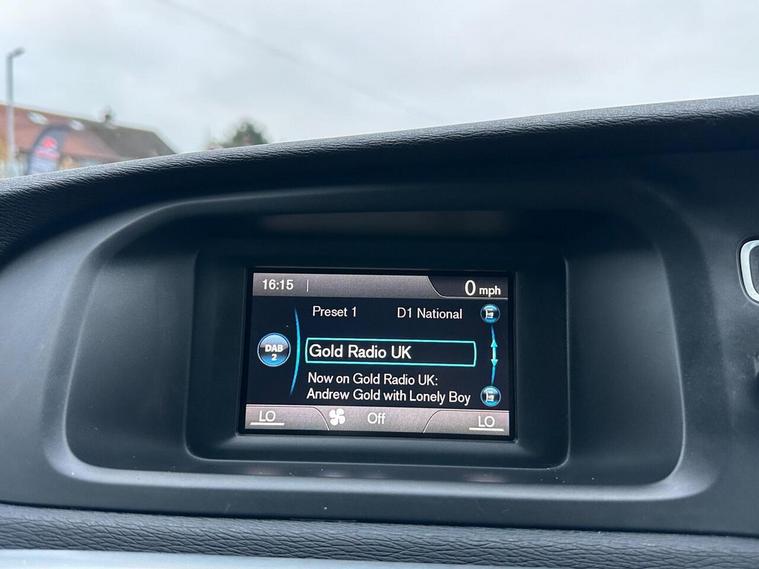 16:15
0 mph
Preset 1 D1 National
DAB
2
Gold Radio UK
Now on Gold Radio UK:
Andrew Gold with Lonely Boy
LO Off LO